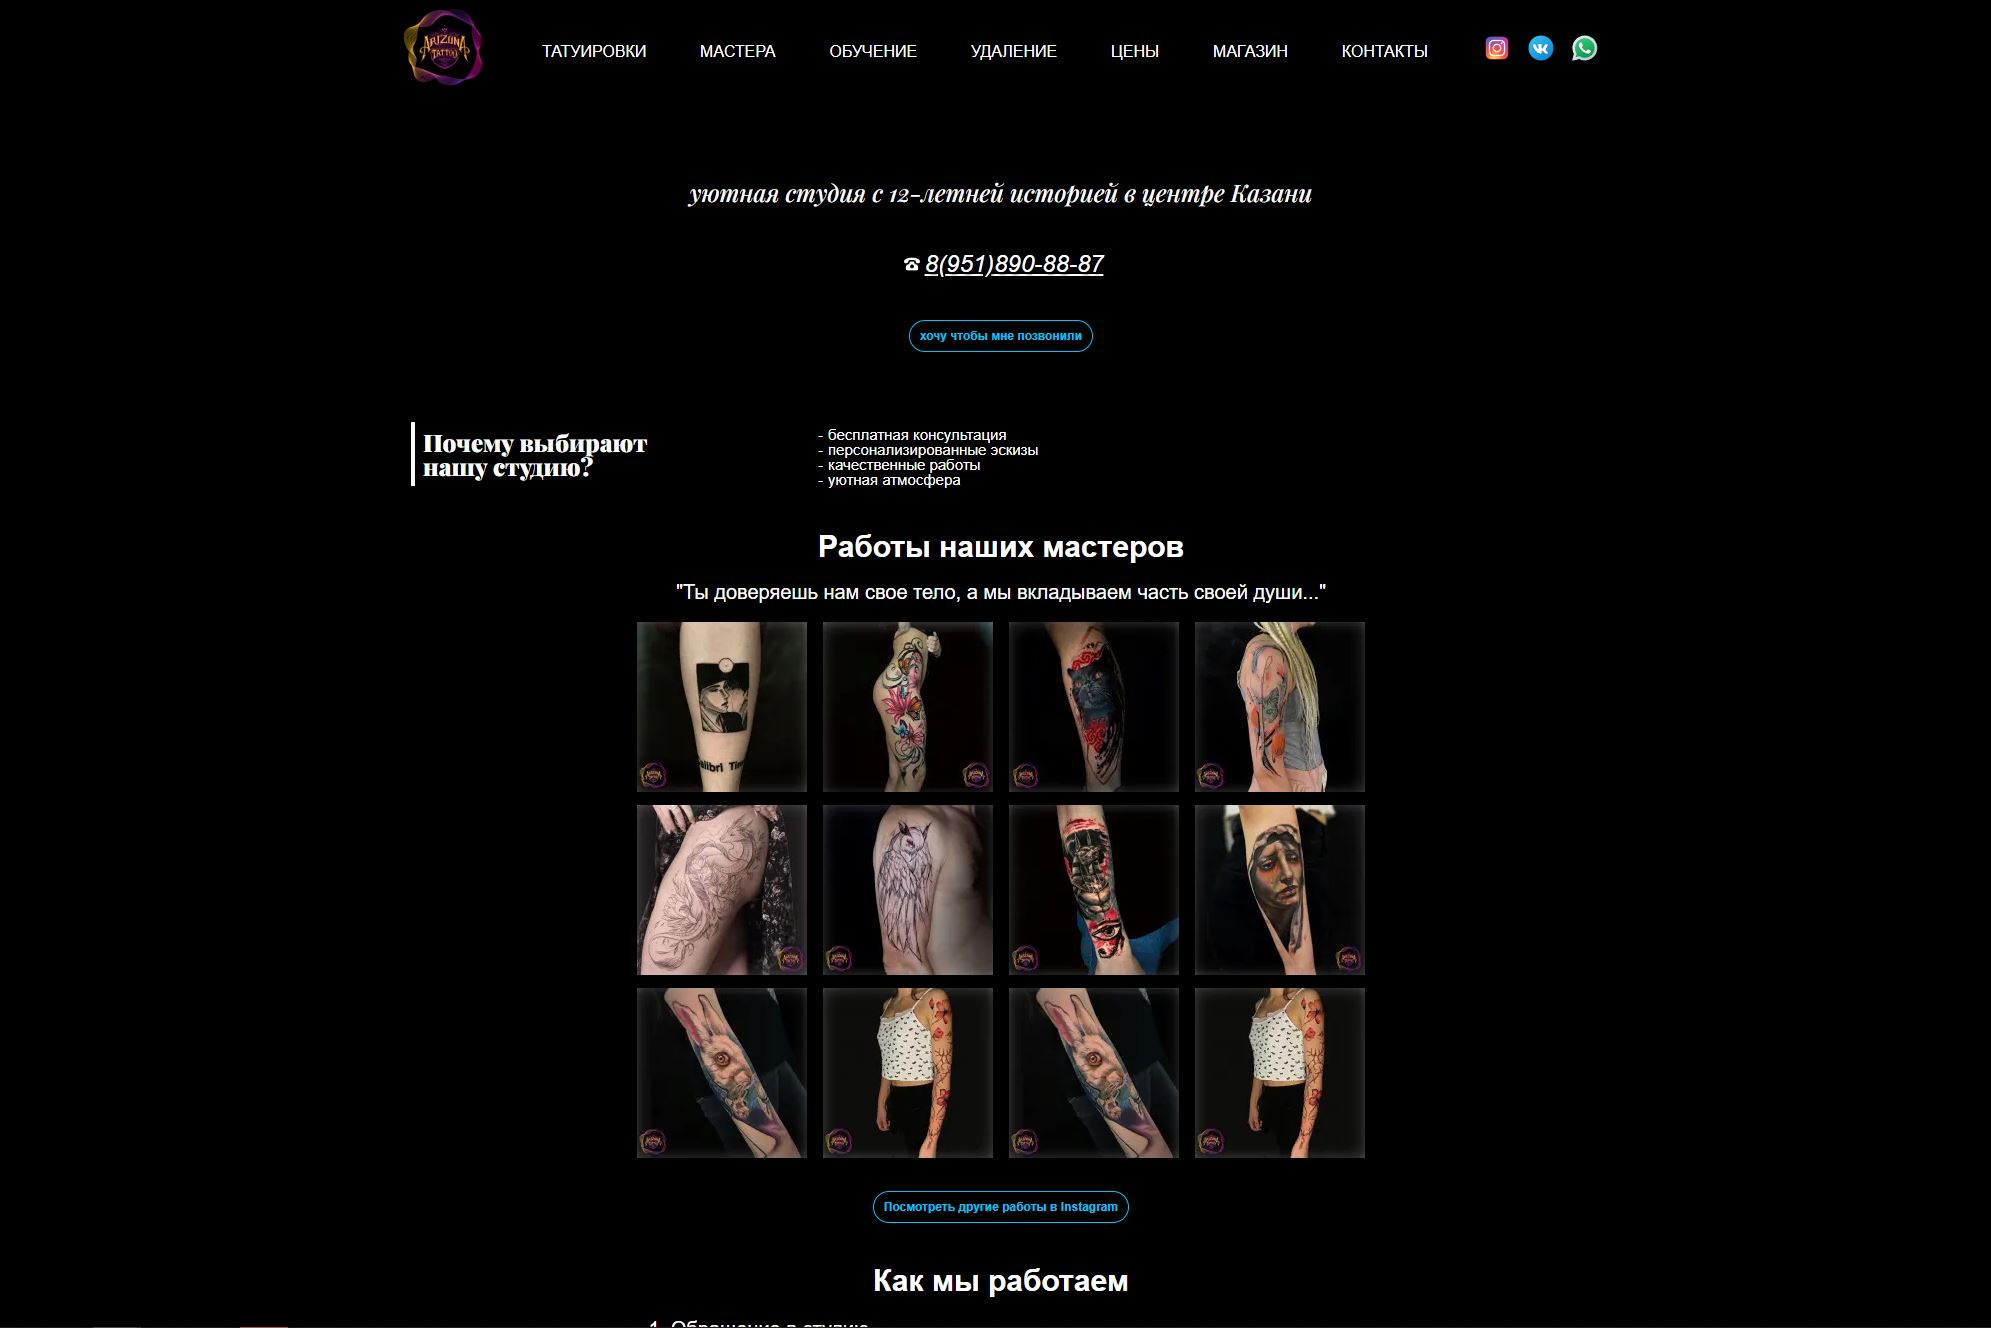 ARIZONA
TATTOO
ТАТУИРОВКИ
МАСТЕРА
ОБУЧЕНИЕ
УДАЛЕНИЕ
ЦЕНЫ
МАГАЗИН
КОНТАКТЫ
уютная студия с 12-летней историей в центре Казани
8(951)890-88-87
хочу чтобы мне позвонили
Почему выбирают
нашу студию?
- бесплатная консультация
- персонализированные эскизы
- качественные работы
- уютная атмосфера
Работы наших мастеров
"Ты доверяешь нам свое тело, а мы вкладываем часть своей души..."
Посмотреть другие работы в Instagram
Как мы работаем
1. Обращение в студию